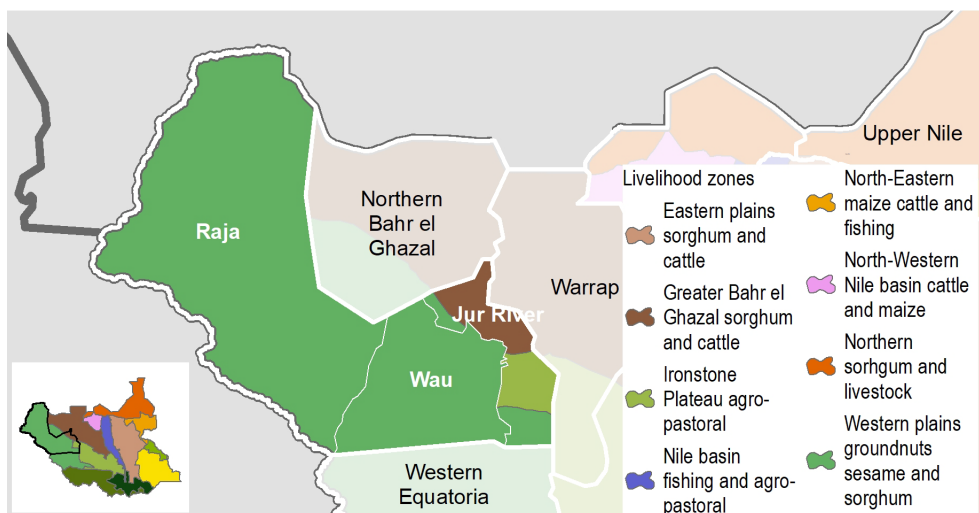 Upper Nile
Northern
Bahr el
Ghazal
Raja
Warrap
Jur River
Wau
Western
Equatoria
Livelihood zones
Eastern plains
sorghum and
cattle
Greater Bahr el
Ghazal sorghum
and cattle
Ironstone
Plateau agro-
pastoral
Nile basin
fishing and agro-
pastoral
North-Eastern
maize cattle and
fishing
North-Western
Nile basin cattle
and maize
Northern
sorhgum and
livestock
Western plains
groundnuts
sesame and
sorghum